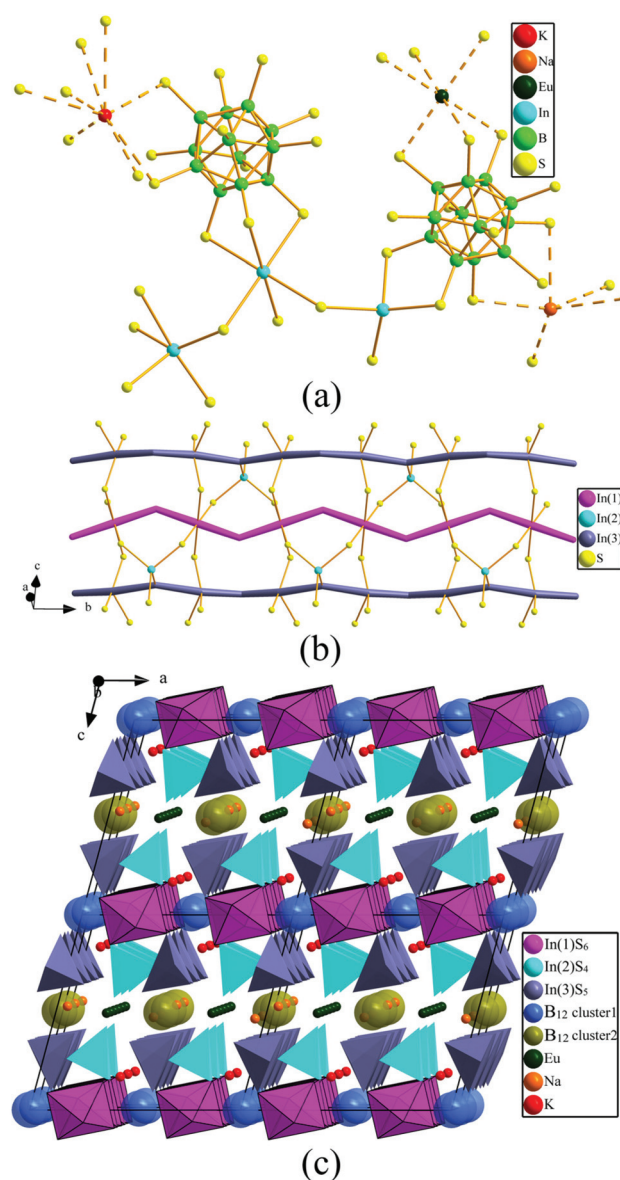 K
Na
Eu
In
B
S
(a)
In(1)
In(2)
In(3)
S
c
a
b
(b)
b
a
c
In(1)S₆
In(2)S₄
In(3)S₅
B₁₂ cluster1
B₁₂ cluster2
Eu
Na
K
(c)